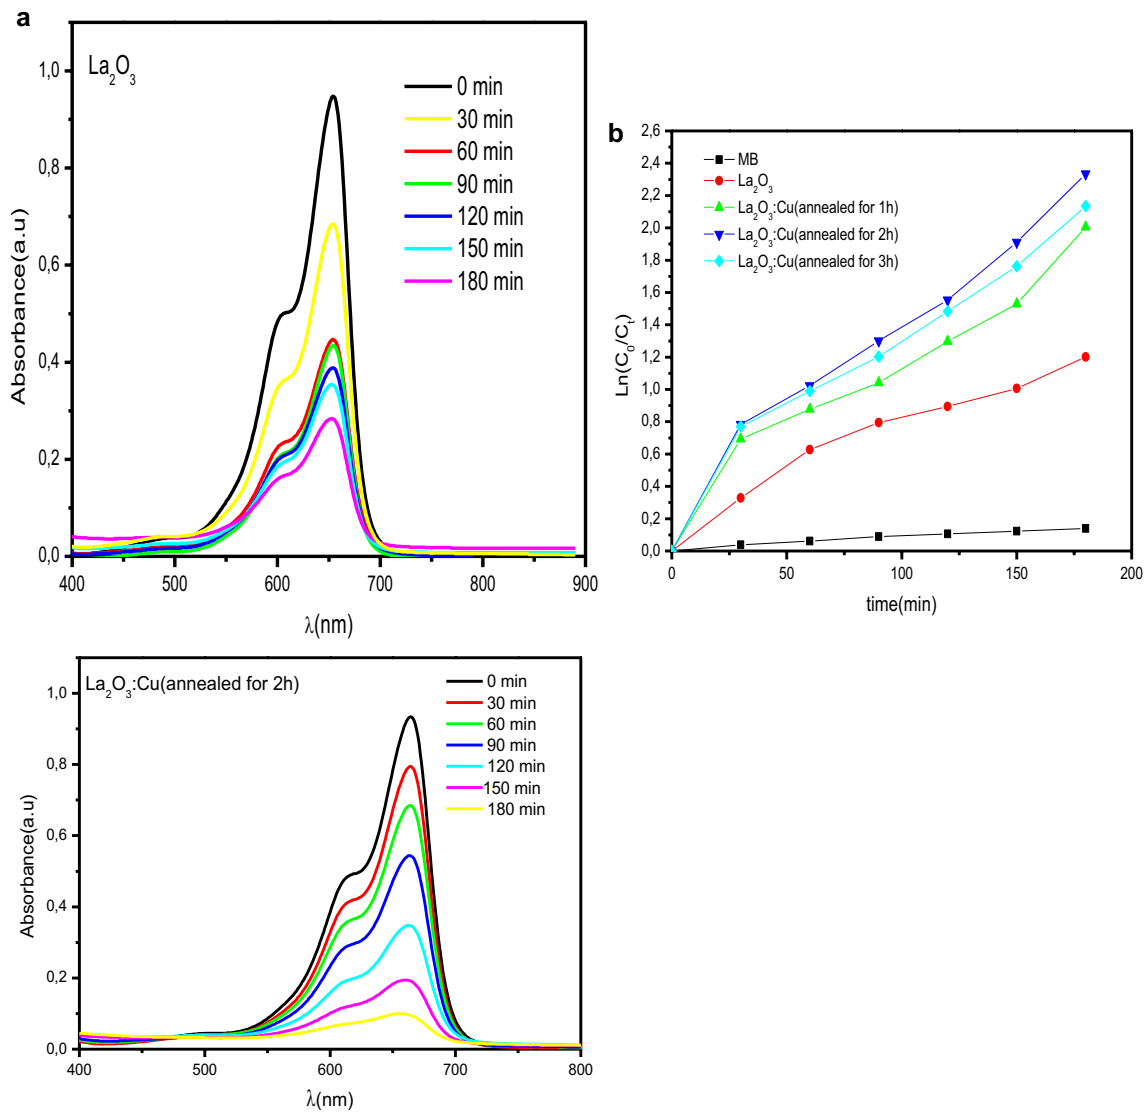 a
La2O3
0 min
30 min
60 min
90 min
120 min
150 min
180 min
1,0
0,8
0,6
0,4
0,2
0,0
Absorbance(a.u)
400 500 600 700 800 900
λ(nm)
b
MB
La2O3
La2O3:Cu(annealed for 1h)
La2O3:Cu(annealed for 2h)
La2O3:Cu(annealed for 3h)
2,6
2,4
2,2
2,0
1,8
1,6
1,4
1,2
1,0
0,8
0,6
0,4
0,2
0,0
Ln(C0/Ct)
0 50 100 150 200
time(min)
La2O3:Cu(annealed for 2h)
0 min
30 min
60 min
90 min
120 min
150 min
180 min
1,0
0,8
0,6
0,4
0,2
0,0
Absorbance(a.u)
400 500 600 700 800
λ(nm)